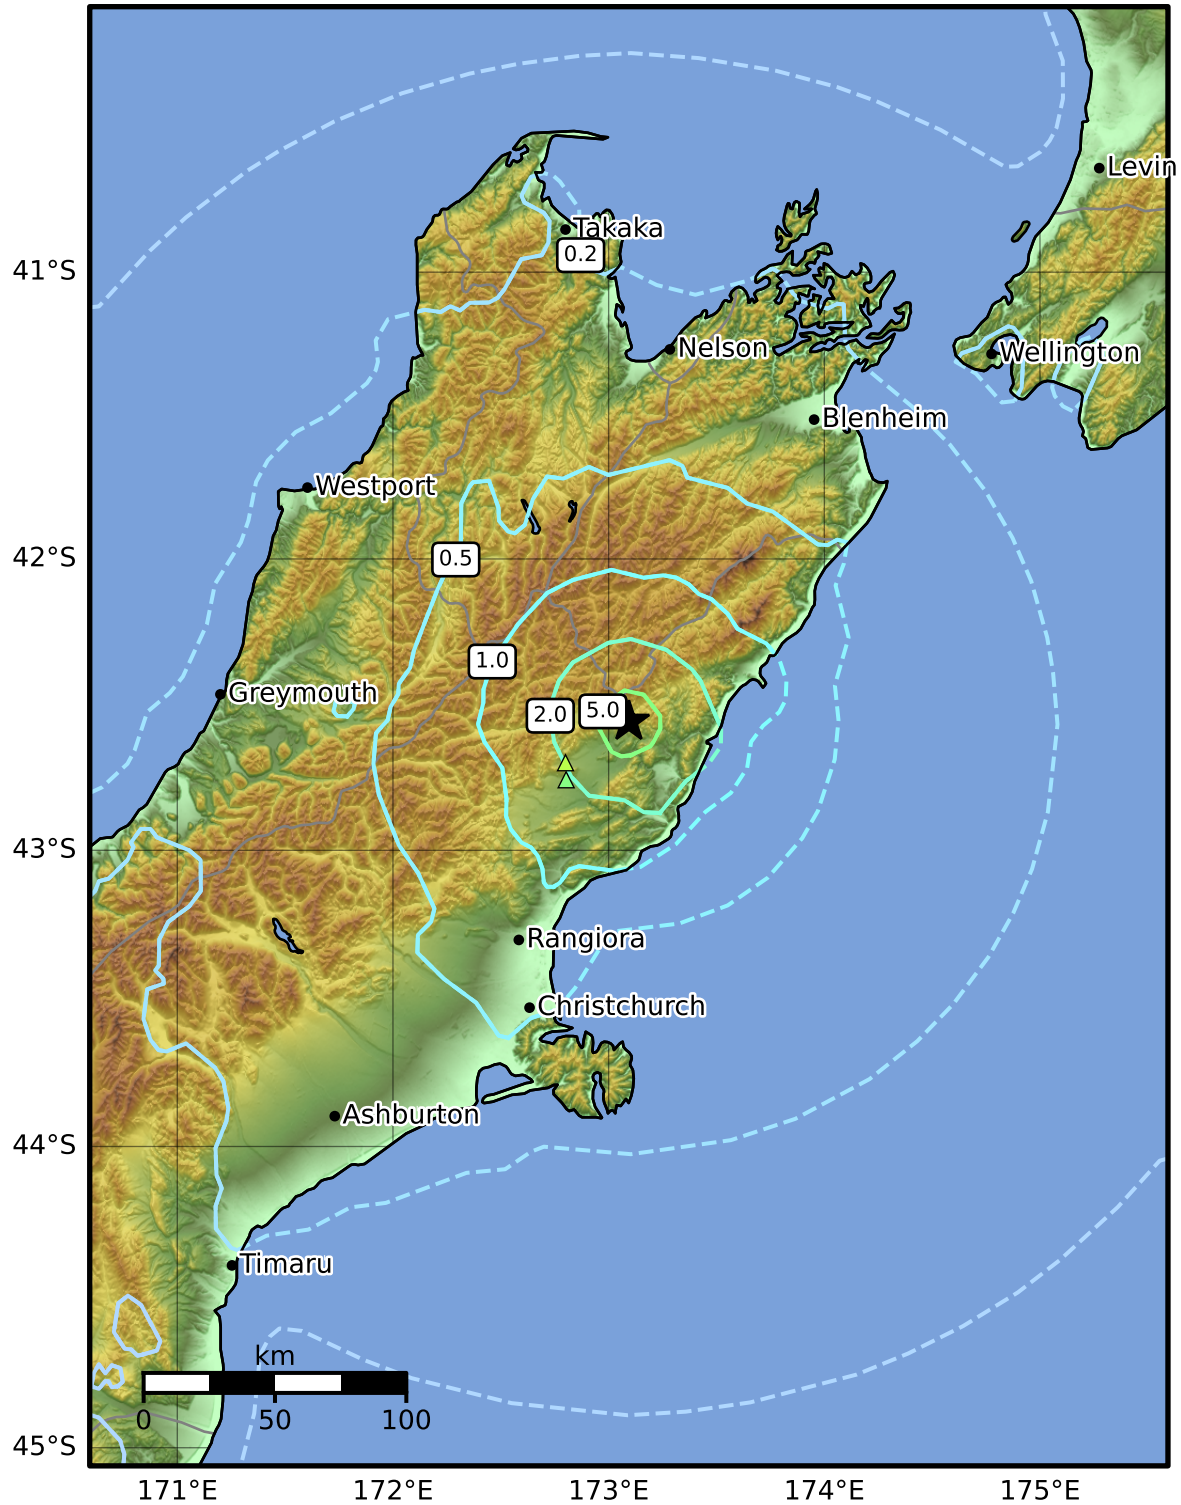 Levin
Takaka
0.2
41°S
Nelson
Wellington
Blenheim
Westport
0.5
42°S
1.0
Greymouth
2.0
5.0
43°S
Rangiora
Christchurch
Ashburton
44°S
Timaru
km
0 50 100
45°S
171°E 172°E 173°E 174°E 175°E